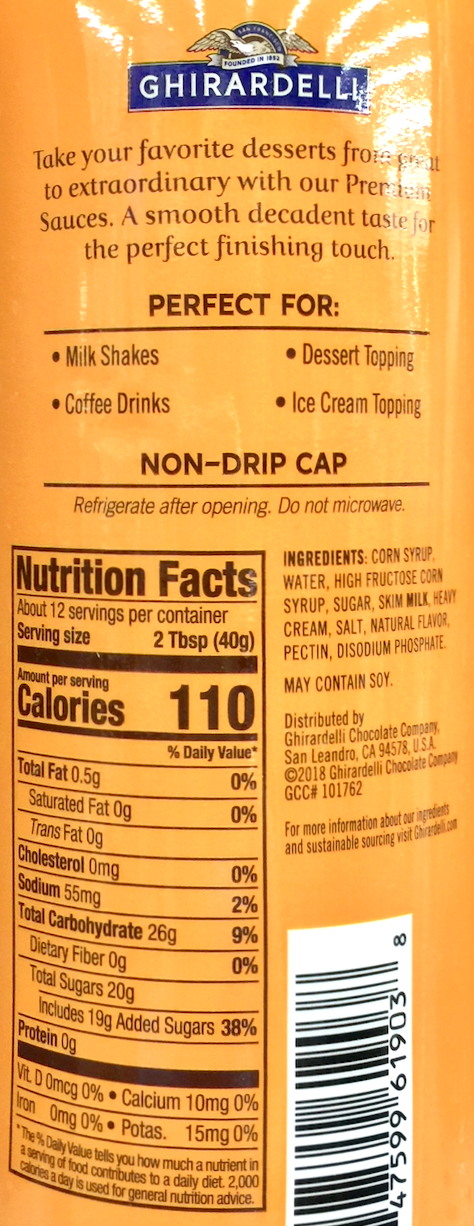 SAN FRANCISCO
FOUNDED IN 1852
GHIRARDELLI
Take your favorite desserts from great
to extraordinary with our Premium
Sauces. A smooth decadent taste for
the perfect finishing touch.
PERFECT FOR:
• Milk Shakes
• Dessert Topping
• Coffee Drinks
• Ice Cream Topping
NON-DRIP CAP
Refrigerate after opening. Do not microwave.
Nutrition Facts
About 12 servings per container
Serving size 2 Tbsp (40g)
Amount per serving
Calories 110
% Daily Value*
Total Fat 0.5g 0%
Saturated Fat 0g 0%
Trans Fat 0g
Cholesterol 0mg 0%
Sodium 55mg 2%
Total Carbohydrate 26g 9%
Dietary Fiber 0g 0%
Total Sugars 20g
Includes 19g Added Sugars 38%
Protein 0g
Vit. D 0mcg 0% • Calcium 10mg 0%
Iron 0mg 0% • Potas. 15mg 0%
*The % Daily Value tells you how much a nutrient in
a serving of food contributes to a daily diet. 2,000
calories a day is used for general nutrition advice.
INGREDIENTS: CORN SYRUP,
WATER, HIGH FRUCTOSE CORN
SYRUP, SUGAR, SKIM MILK, HEAVY
CREAM, SALT, NATURAL FLAVOR,
PECTIN, DISODIUM PHOSPHATE.
MAY CONTAIN SOY.
Distributed by
Ghirardelli Chocolate Company,
San Leandro, CA 94578, U.S.A.
©2018 Ghirardelli Chocolate Company
GCC# 101762
For more information about our ingredients
and sustainable sourcing visit Ghirardelli.com
47599 61903 8